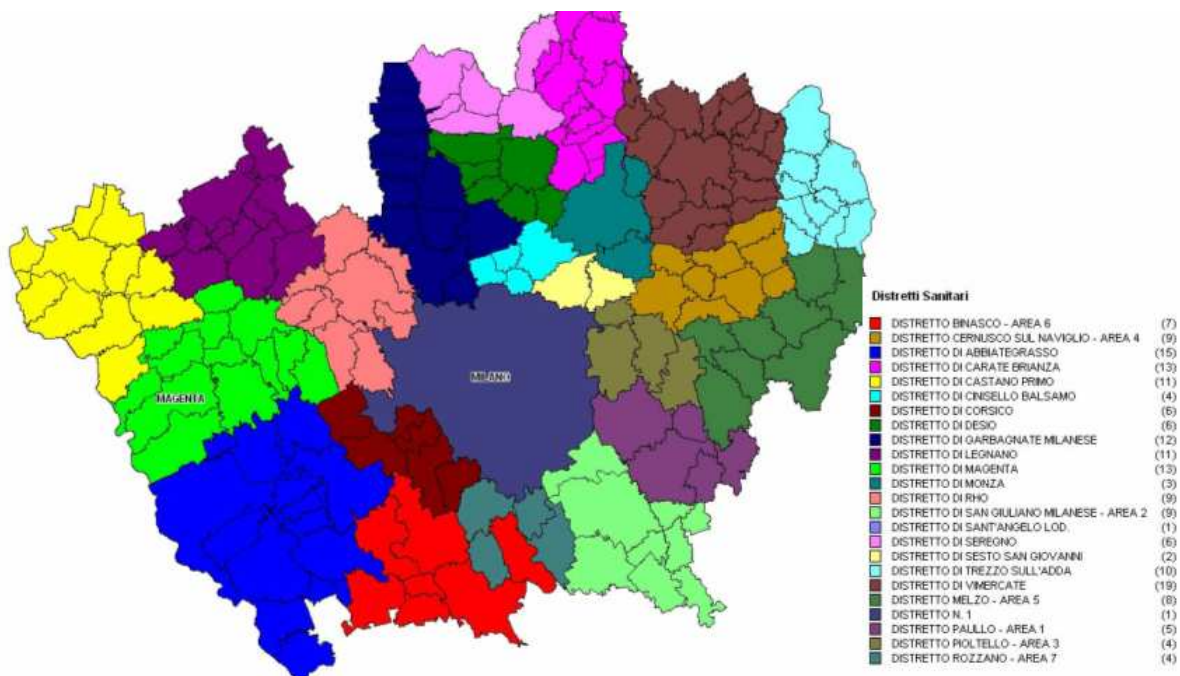 MILANO
MAGENTA
Distretti Sanitari
DISTRETTO BINASCO - AREA 6 (7)
DISTRETTO CERNUSCO SUL NAVIGLIO - AREA 4 (9)
DISTRETTO DI ABBIATEGRASSO (15)
DISTRETTO DI CARATE BRIANZA (13)
DISTRETTO DI CASTANO PRIMO (11)
DISTRETTO DI CINISELLO BALSAMO (4)
DISTRETTO DI CORSICO (6)
DISTRETTO DI DESIO (6)
DISTRETTO DI GARBAGNATE MILANESE (12)
DISTRETTO DI LEGNANO (11)
DISTRETTO DI MAGENTA (13)
DISTRETTO DI MONZA (3)
DISTRETTO DI RHO (9)
DISTRETTO DI SAN GIULIANO MILANESE - AREA 2 (9)
DISTRETTO DI SANT'ANGELO LOD. (1)
DISTRETTO DI SEREGNO (6)
DISTRETTO DI SESTO SAN GIOVANNI (2)
DISTRETTO DI TREZZO SULL'ADDA (10)
DISTRETTO DI VIMERCATE (19)
DISTRETTO MELZO - AREA 5 (8)
DISTRETTO N. 1 (1)
DISTRETTO PAULLO - AREA 1 (5)
DISTRETTO PIOLTELLO - AREA 3 (4)
DISTRETTO ROZZANO - AREA 7 (4)